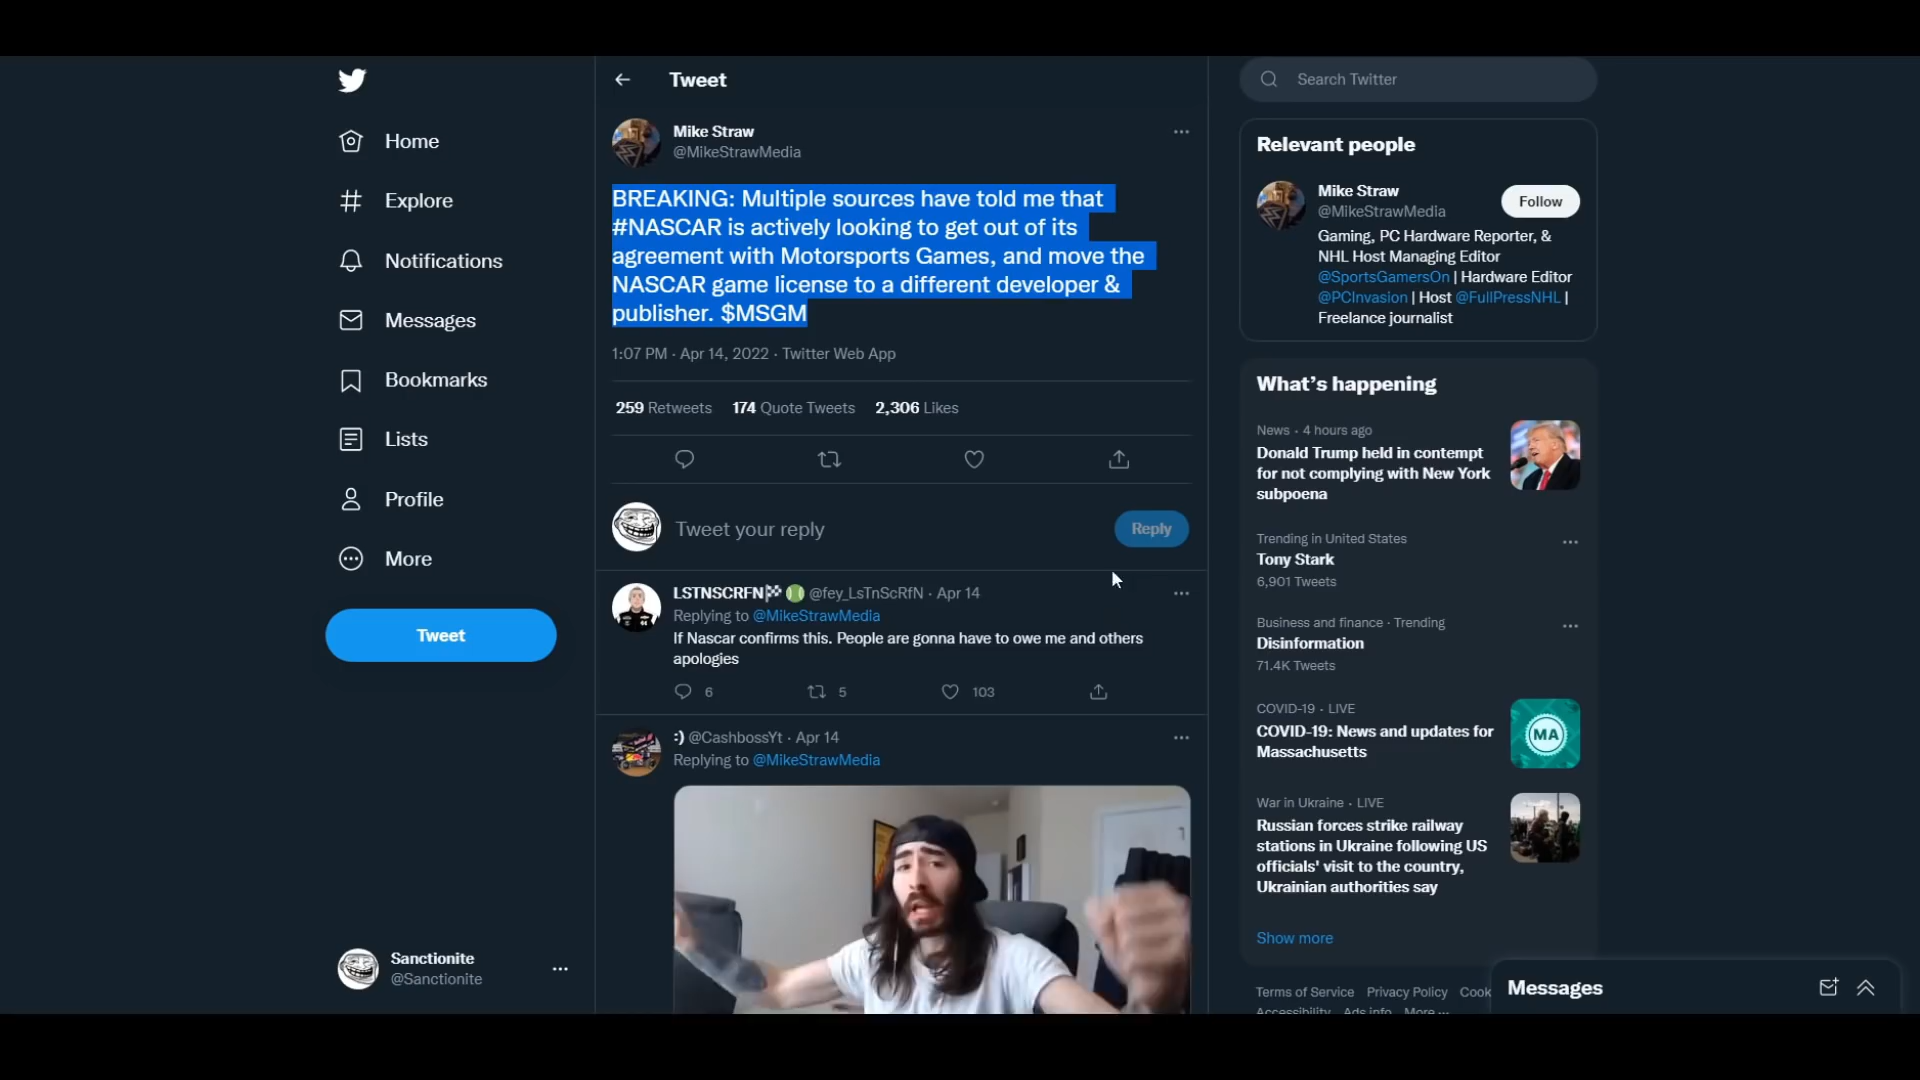 Home
Explore
Notifications
Messages
Bookmarks
Lists
Profile
More
Tweet
Sanctionite
@Sanctionite
Tweet
Mike Straw
@MikeStrawMedia
BREAKING: Multiple sources have told me that
#NASCAR is actively looking to get out of its
agreement with Motorsports Games, and move the
NASCAR game license to a different developer &
publisher. $MSGM
1:07 PM · Apr 14, 2022 · Twitter Web App
259 Retweets 174 Quote Tweets 2,306 Likes
Tweet your reply
Reply
LSTNSCRFN @fey_LsTnScRfN · Apr 14
Replying to @MikeStrawMedia
If Nascar confirms this. People are gonna have to owe me and others
apologies
6 5 103
:) @CashbossYt · Apr 14
Replying to @MikeStrawMedia
Search Twitter
Relevant people
Mike Straw
@MikeStrawMedia
Follow
Gaming, PC Hardware Reporter, &
NHL Host Managing Editor
@SportsGamersOn | Hardware Editor
@PCInvasion | Host @FullPressNHL |
Freelance journalist
What's happening
News · 4 hours ago
Donald Trump held in contempt
for not complying with New York
subpoena
Trending in United States
Tony Stark
6,901 Tweets
Business and finance · Trending
Disinformation
71.4K Tweets
COVID-19 · LIVE
COVID-19: News and updates for
Massachusetts
MA
War in Ukraine · LIVE
Russian forces strike railway
stations in Ukraine following US
officials' visit to the country,
Ukrainian authorities say
Show more
Terms of Service Privacy Policy Cook
Accessibility Ads info More ...
Messages